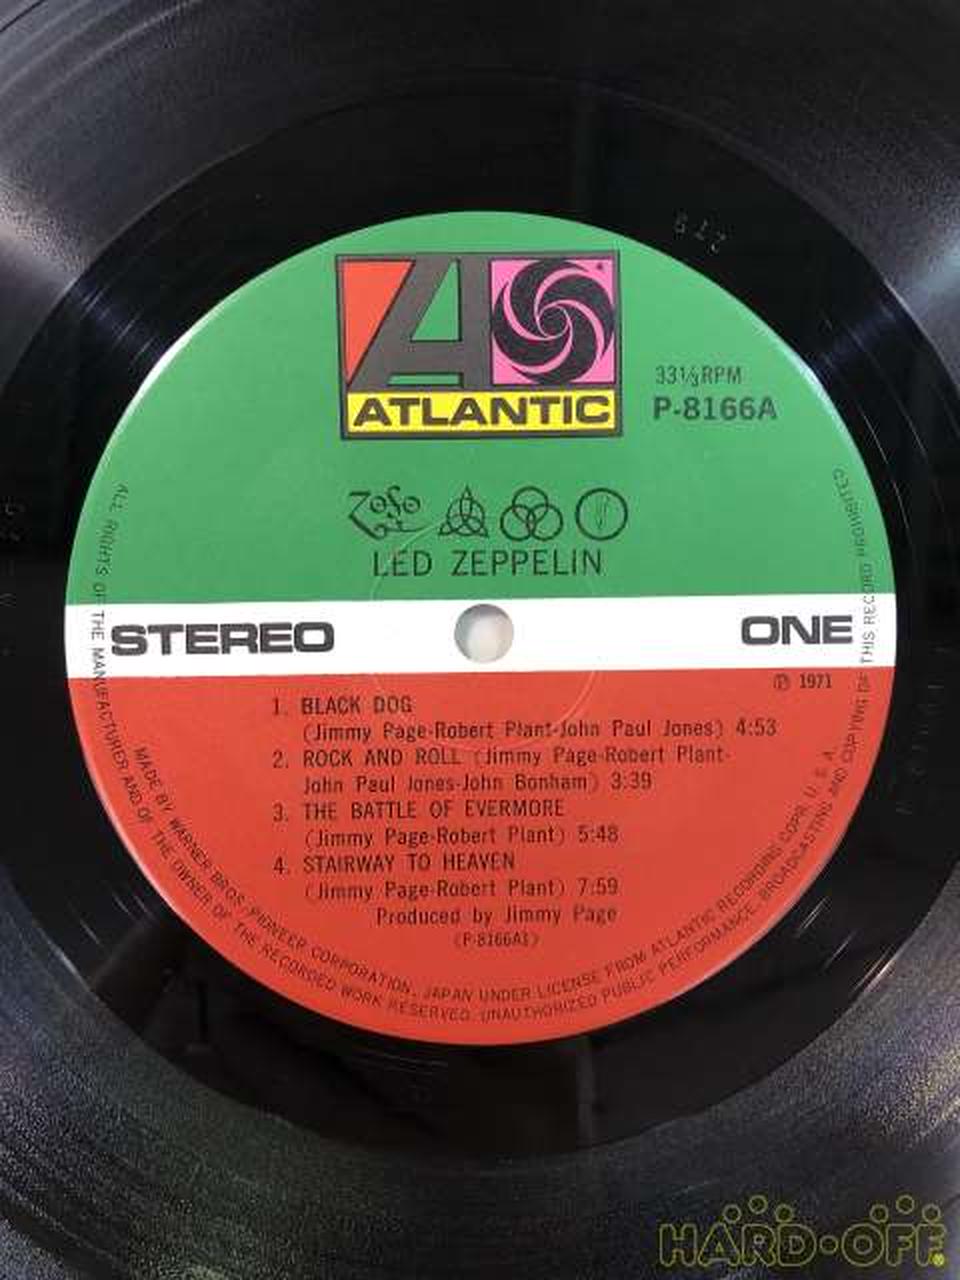 ATLANTIC
33⅓RPM
P-8166A
LED ZEPPELIN
STEREO
ONE
℗ 1971
1. BLACK DOG
(Jimmy Page-Robert Plant-John Paul Jones) 4:53
2. ROCK AND ROLL (Jimmy Page-Robert Plant-
John Paul Jones-John Bonham) 3:39
3. THE BATTLE OF EVERMORE
(Jimmy Page-Robert Plant) 5:48
4. STAIRWAY TO HEAVEN
(Jimmy Page-Robert Plant) 7:59
Produced by Jimmy Page
(P-8166A1)
MADE BY WARNER BROS.-PIONEER CORPORATION, JAPAN UNDER LICENSE FROM ATLANTIC RECORDING COPR. U. S. A.
ALL RIGHTS OF THE MANUFACTURER AND OF THE OWNER OF THE RECORDED WORK RESERVED. UNAUTHORIZED PUBLIC PERFORMANCE, BROADCASTING AND COPYING OF THIS RECORD PROHIBITED
HARD-OFF